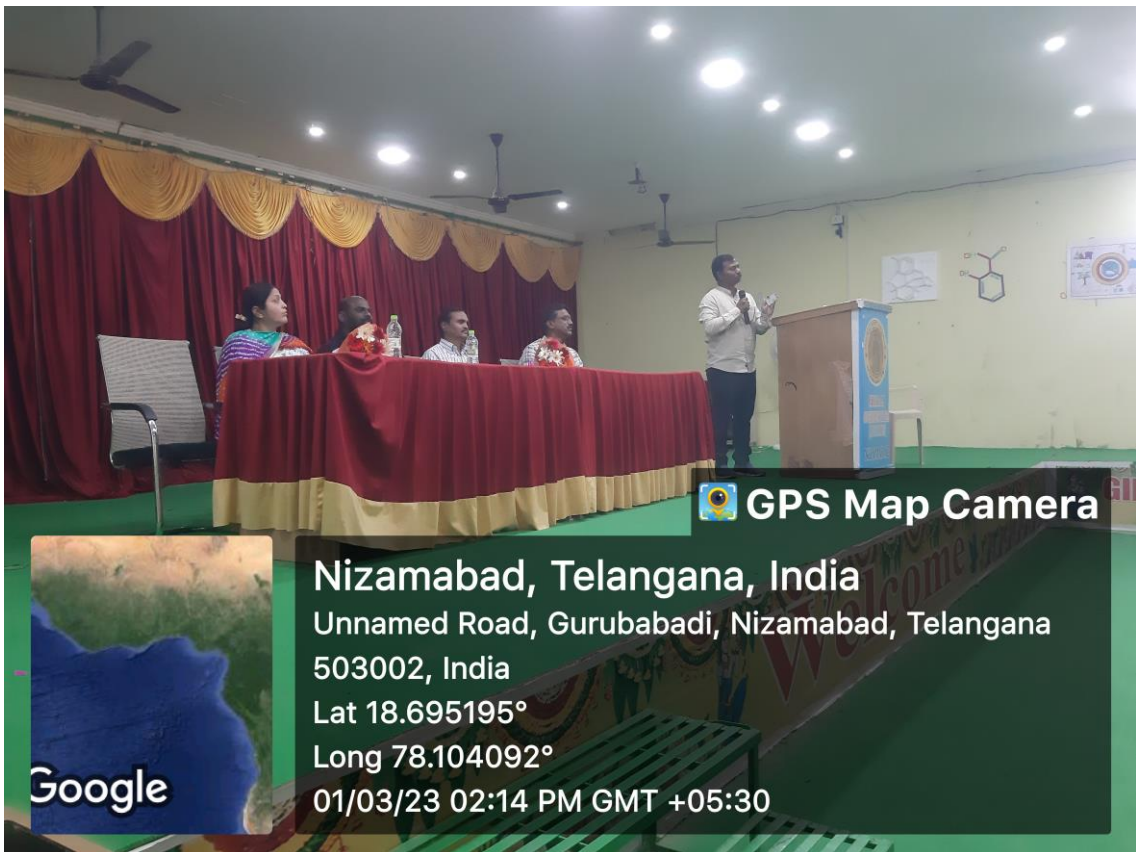 GPS Map Camera
Nizamabad, Telangana, India
Unnamed Road, Gurubabadi, Nizamabad, Telangana
503002, India
Lat 18.695195°
Long 78.104092°
01/03/23 02:14 PM GMT +05:30
Google
Welcome